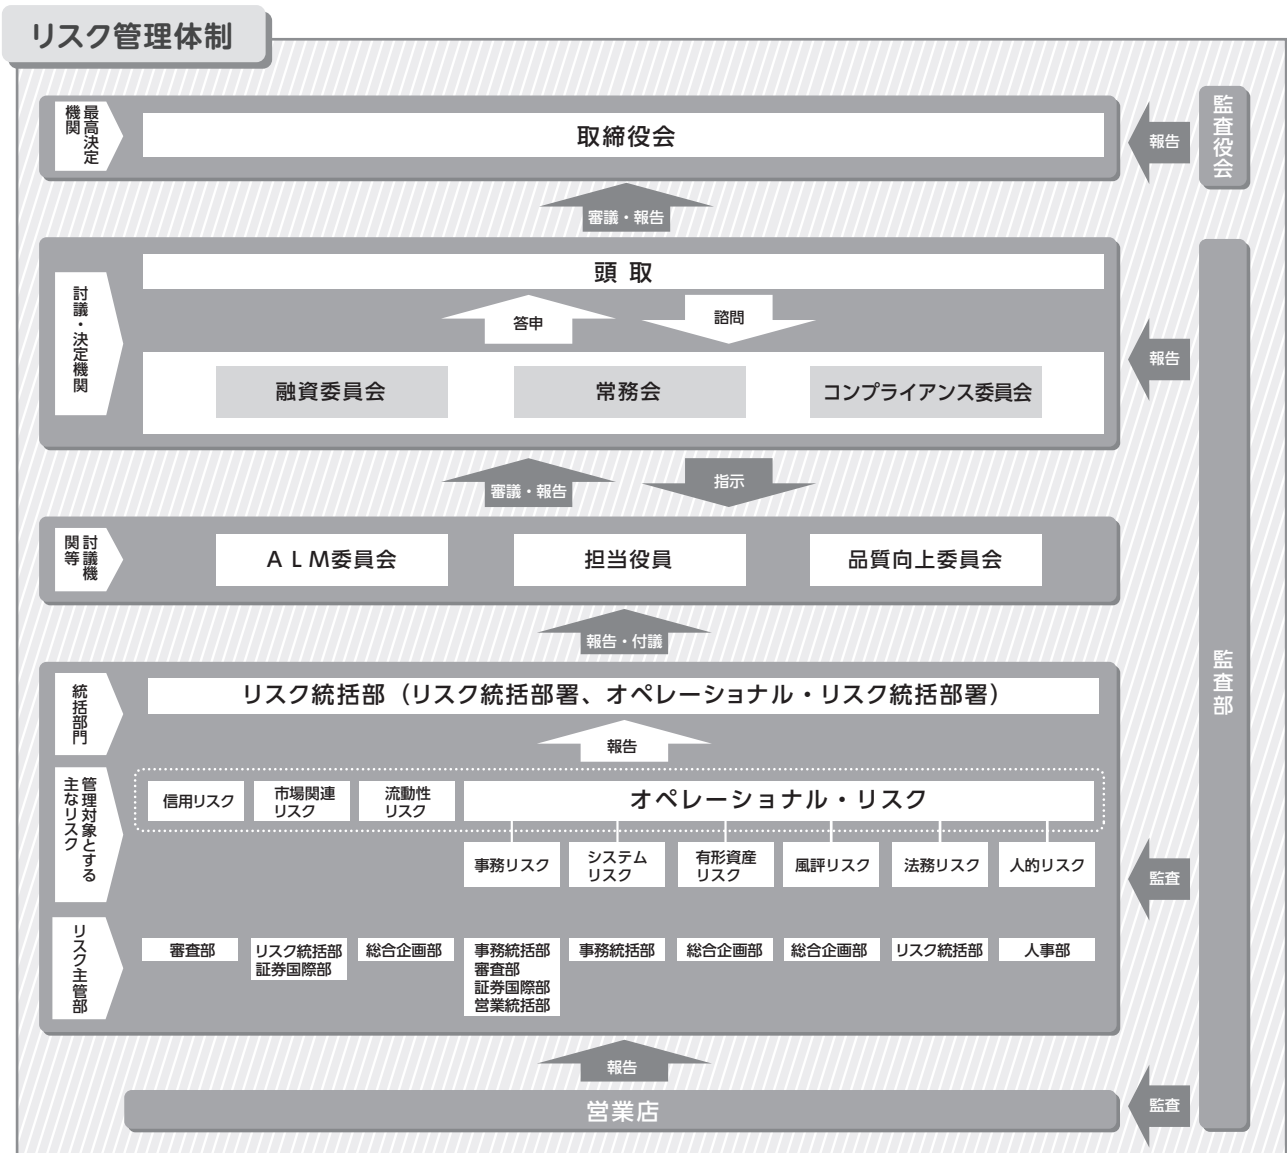 リスク管理体制
最高決定
機関
取締役会
報告
監査役会
審議・報告
討議・決定機関
頭 取
答申
諮問
融資委員会
常務会
コンプライアンス委員会
報告
審議・報告
指示
討議機
関等
ALM委員会
担当役員
品質向上委員会
報告・付議
監査部
統括部門
リスク統括部（リスク統括部署、オペレーショナル・リスク統括部署）
報告
管理対象とする
主なリスク
信用リスク
市場関連
リスク
流動性
リスク
オペレーショナル・リスク
事務リスク
システム
リスク
有形資産
リスク
風評リスク
法務リスク
人的リスク
監査
リスク主管部
審査部
リスク統括部
証券国際部
総合企画部
事務統括部
審査部
証券国際部
営業統括部
事務統括部
総合企画部
総合企画部
リスク統括部
人事部
報告
営業店
監査